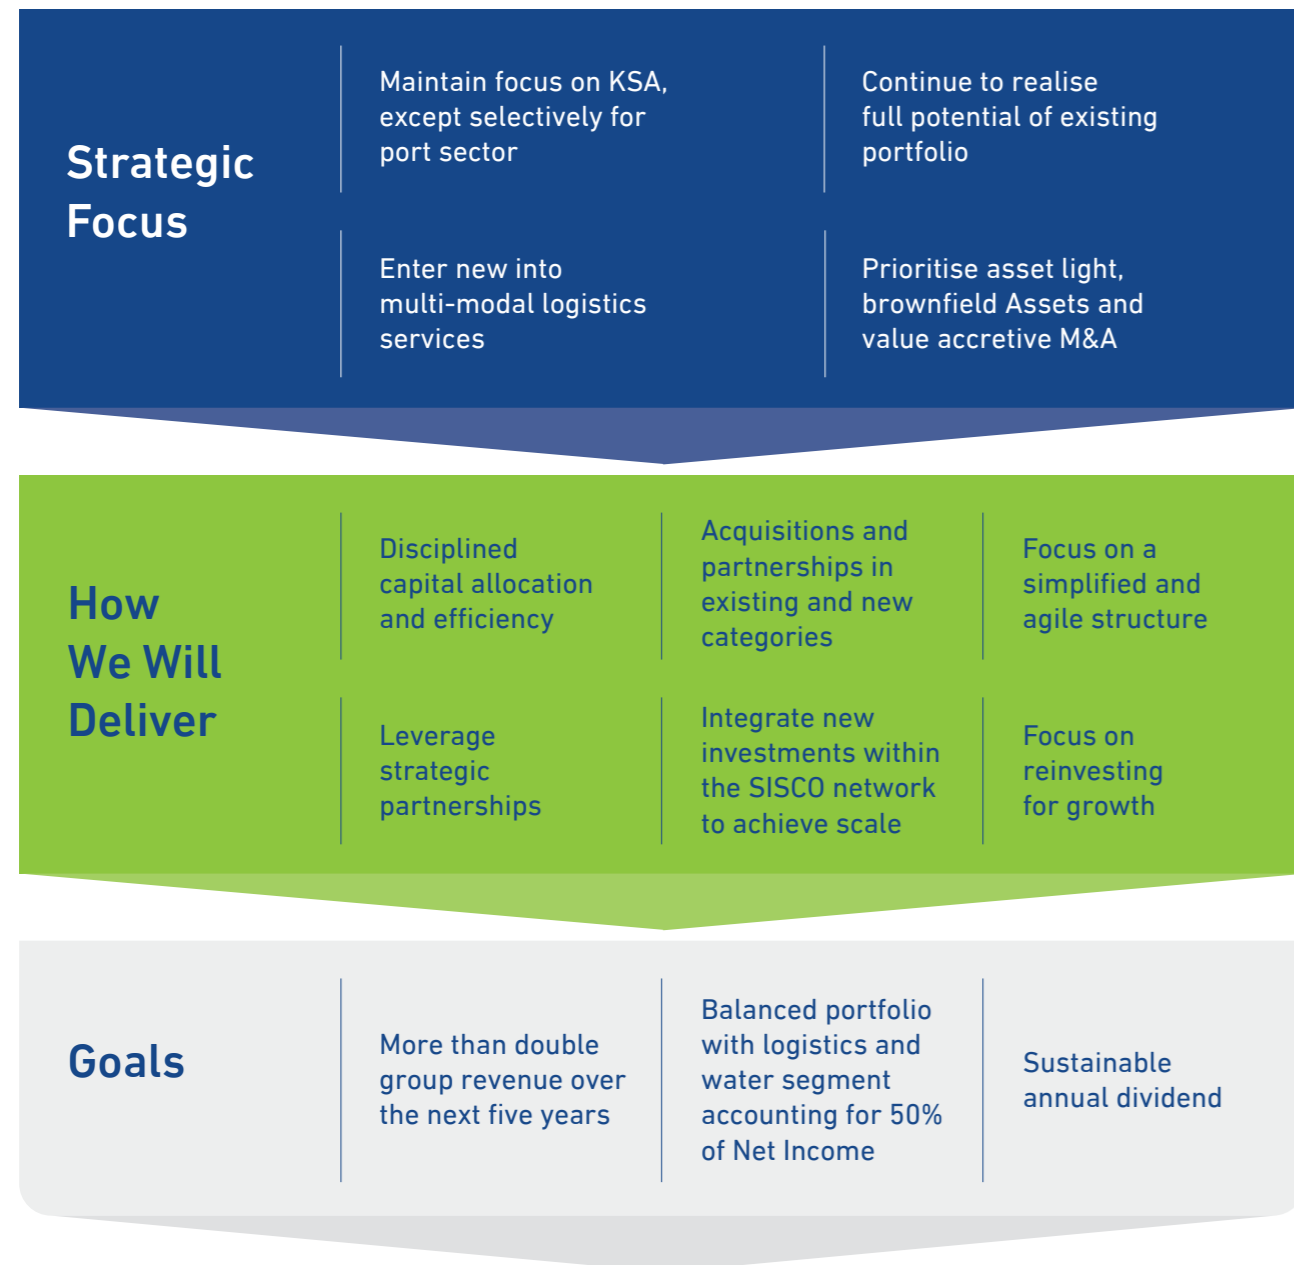 Strategic
Focus
Maintain focus on KSA,
except selectively for
port sector
Continue to realise
full potential of existing
portfolio
Enter new into
multi-modal logistics
services
Prioritise asset light,
brownfield Assets and
value accretive M&A
How
We Will
Deliver
Disciplined
capital allocation
and efficiency
Acquisitions and
partnerships in
existing and new
categories
Focus on a
simplified and
agile structure
Leverage
strategic
partnerships
Integrate new
investments within
the SISCO network
to achieve scale
Focus on
reinvesting
for growth
Goals
More than double
group revenue over
the next five years
Balanced portfolio
with logistics and
water segment
accounting for 50%
of Net Income
Sustainable
annual dividend